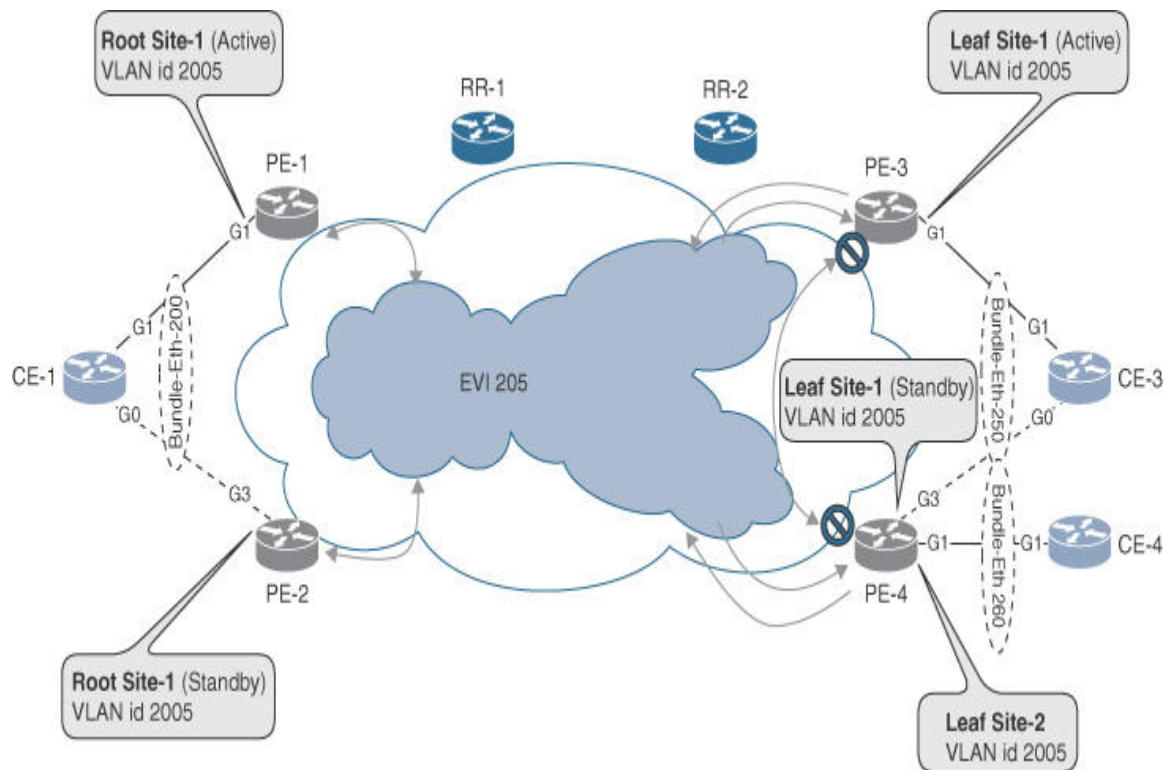 Root Site-1 (Active)
VLAN id 2005
Leaf Site-1 (Active)
VLAN id 2005
RR-1
RR-2
PE-1
PE-3
G1
G1
G1
G1
Bundle-Eth-200
Bundle-Eth-250
CE-1
EVI 205
CE-3
G0
G0
Leaf Site-1 (Standby)
VLAN id 2005
G3
G3
G1
G1
CE-4
Bundle-Eth 260
PE-2
PE-4
Root Site-1 (Standby)
VLAN id 2005
Leaf Site-2
VLAN id 2005